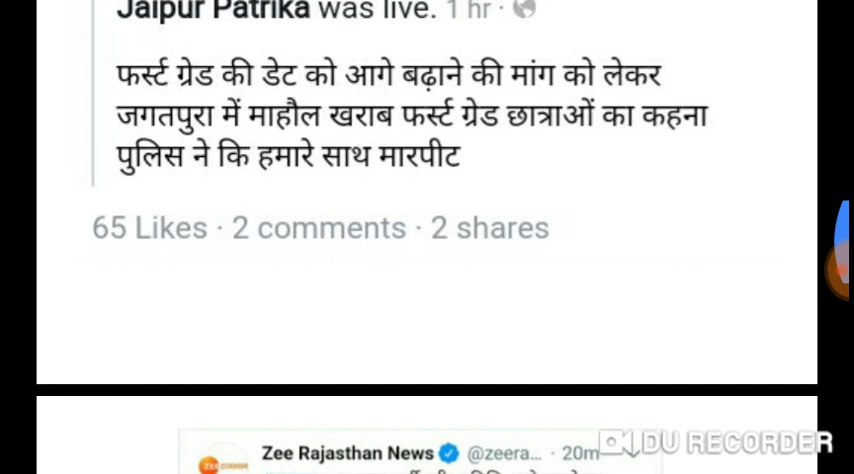 Jaipur Patrika was live. 1 hr ·
फर्स्ट ग्रेड की डेट को आगे बढ़ाने की मांग को लेकर
जगतपुरा में माहौल खराब फर्स्ट ग्रेड छात्राओं का कहना
पुलिस ने कि हमारे साथ मारपीट
65 Likes · 2 comments · 2 shares
Zee Rajasthan News @zeera... · 20m
DU RECORDER